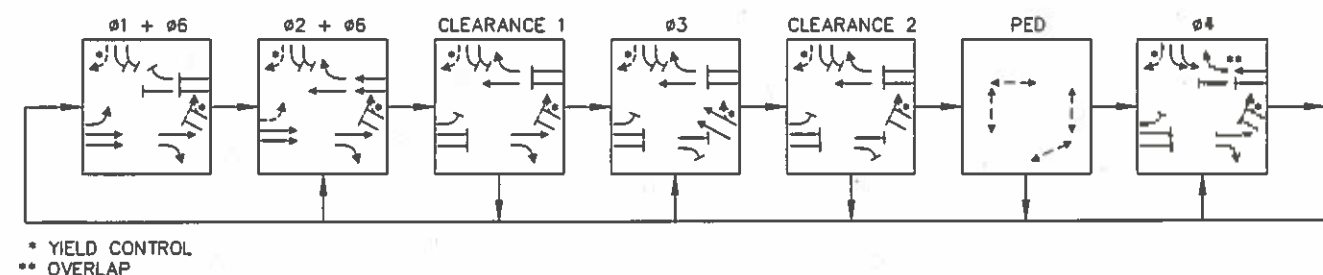 ø1 + ø6
ø2 + ø6
CLEARANCE 1
ø3
CLEARANCE 2
PED
ø4
*
*
*
*
*
*
*
*
*
*
*
**
*
* YIELD CONTROL
** OVERLAP